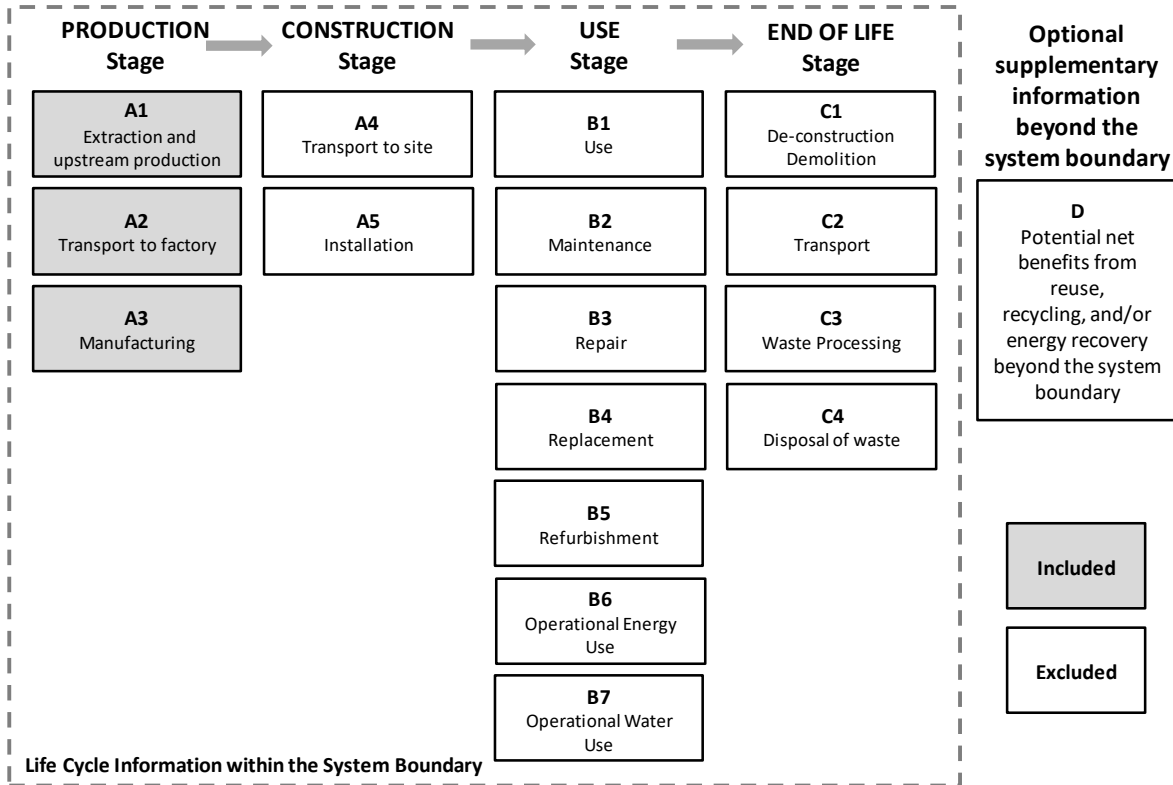 PRODUCTION
Stage
CONSTRUCTION
Stage
USE
Stage
END OF LIFE
Stage
Optional
supplementary
information
beyond the
system boundary
A1
Extraction and
upstream production
A2
Transport to factory
A3
Manufacturing
A4
Transport to site
A5
Installation
B1
Use
B2
Maintenance
B3
Repair
B4
Replacement
B5
Refurbishment
B6
Operational Energy
Use
B7
Operational Water
Use
C1
De-construction
Demolition
C2
Transport
C3
Waste Processing
C4
Disposal of waste
D
Potential net
benefits from
reuse,
recycling, and/or
energy recovery
beyond the system
boundary
Included
Excluded
Life Cycle Information within the System Boundary